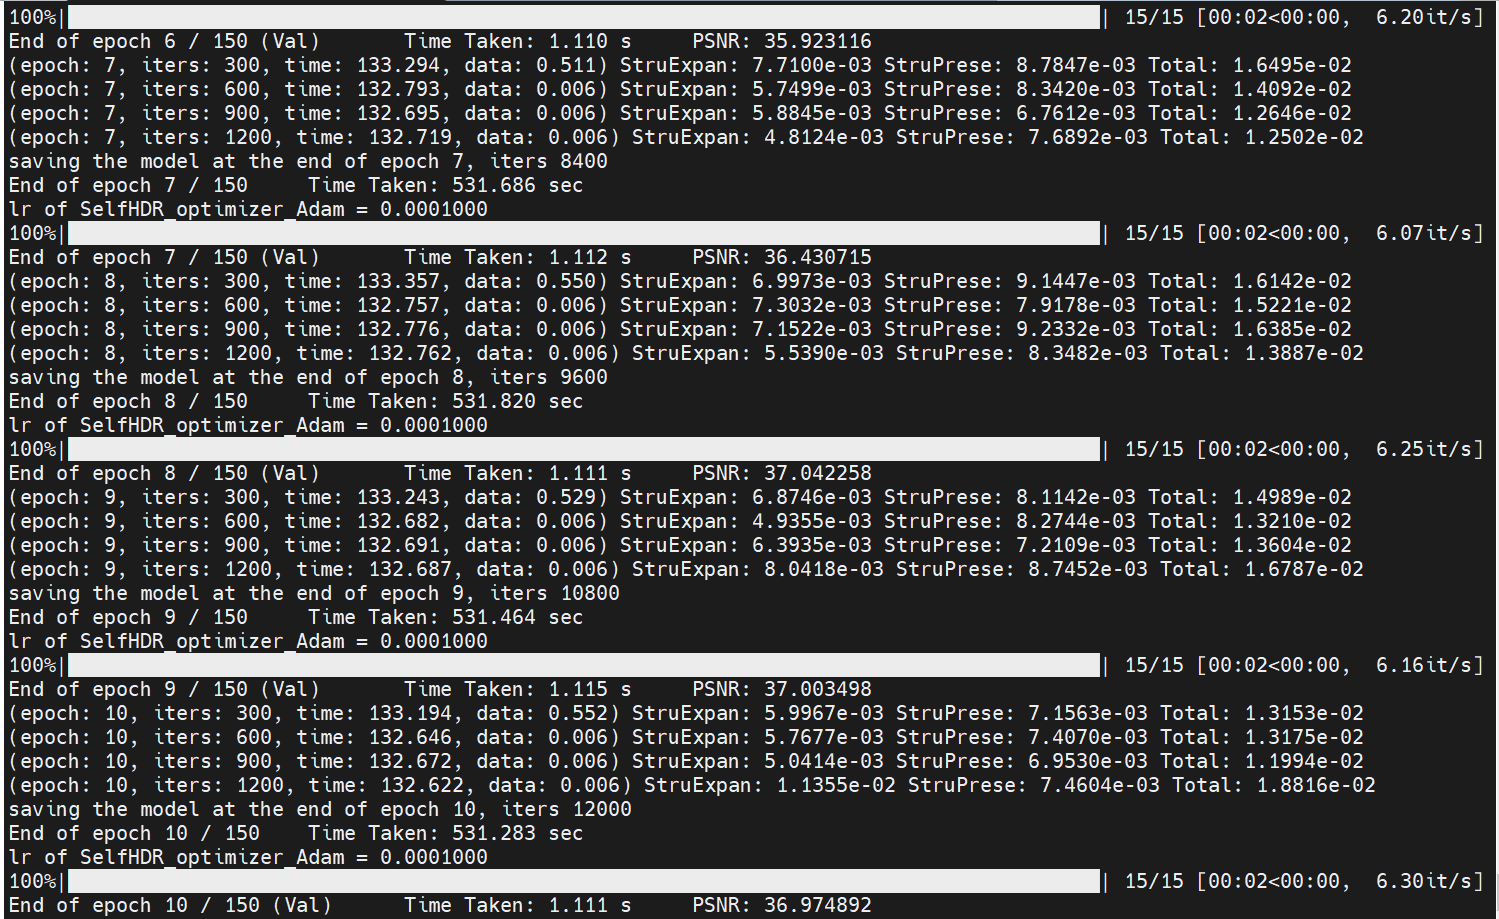 100%| | 15/15 [00:02<00:00, 6.20it/s]
End of epoch 6 / 150 (Val) Time Taken: 1.110 s PSNR: 35.923116
(epoch: 7, iters: 300, time: 133.294, data: 0.511) StruExpan: 7.7100e-03 StruPrese: 8.7847e-03 Total: 1.6495e-02
(epoch: 7, iters: 600, time: 132.793, data: 0.006) StruExpan: 5.7499e-03 StruPrese: 8.3420e-03 Total: 1.4092e-02
(epoch: 7, iters: 900, time: 132.695, data: 0.006) StruExpan: 5.8845e-03 StruPrese: 6.7612e-03 Total: 1.2646e-02
(epoch: 7, iters: 1200, time: 132.719, data: 0.006) StruExpan: 4.8124e-03 StruPrese: 7.6892e-03 Total: 1.2502e-02
saving the model at the end of epoch 7, iters 8400
End of epoch 7 / 150 Time Taken: 531.686 sec
lr of SelfHDR_optimizer_Adam = 0.0001000
100%| | 15/15 [00:02<00:00, 6.07it/s]
End of epoch 7 / 150 (Val) Time Taken: 1.112 s PSNR: 36.430715
(epoch: 8, iters: 300, time: 133.357, data: 0.550) StruExpan: 6.9973e-03 StruPrese: 9.1447e-03 Total: 1.6142e-02
(epoch: 8, iters: 600, time: 132.757, data: 0.006) StruExpan: 7.3032e-03 StruPrese: 7.9178e-03 Total: 1.5221e-02
(epoch: 8, iters: 900, time: 132.776, data: 0.006) StruExpan: 7.1522e-03 StruPrese: 9.2332e-03 Total: 1.6385e-02
(epoch: 8, iters: 1200, time: 132.762, data: 0.006) StruExpan: 5.5390e-03 StruPrese: 8.3482e-03 Total: 1.3887e-02
saving the model at the end of epoch 8, iters 9600
End of epoch 8 / 150 Time Taken: 531.820 sec
lr of SelfHDR_optimizer_Adam = 0.0001000
100%| | 15/15 [00:02<00:00, 6.25it/s]
End of epoch 8 / 150 (Val) Time Taken: 1.111 s PSNR: 37.042258
(epoch: 9, iters: 300, time: 133.243, data: 0.529) StruExpan: 6.8746e-03 StruPrese: 8.1142e-03 Total: 1.4989e-02
(epoch: 9, iters: 600, time: 132.682, data: 0.006) StruExpan: 4.9355e-03 StruPrese: 8.2744e-03 Total: 1.3210e-02
(epoch: 9, iters: 900, time: 132.691, data: 0.006) StruExpan: 6.3935e-03 StruPrese: 7.2109e-03 Total: 1.3604e-02
(epoch: 9, iters: 1200, time: 132.687, data: 0.006) StruExpan: 8.0418e-03 StruPrese: 8.7452e-03 Total: 1.6787e-02
saving the model at the end of epoch 9, iters 10800
End of epoch 9 / 150 Time Taken: 531.464 sec
lr of SelfHDR_optimizer_Adam = 0.0001000
100%| | 15/15 [00:02<00:00, 6.16it/s]
End of epoch 9 / 150 (Val) Time Taken: 1.115 s PSNR: 37.003498
(epoch: 10, iters: 300, time: 133.194, data: 0.552) StruExpan: 5.9967e-03 StruPrese: 7.1563e-03 Total: 1.3153e-02
(epoch: 10, iters: 600, time: 132.646, data: 0.006) StruExpan: 5.7677e-03 StruPrese: 7.4070e-03 Total: 1.3175e-02
(epoch: 10, iters: 900, time: 132.672, data: 0.006) StruExpan: 5.0414e-03 StruPrese: 6.9530e-03 Total: 1.1994e-02
(epoch: 10, iters: 1200, time: 132.622, data: 0.006) StruExpan: 1.1355e-02 StruPrese: 7.4604e-03 Total: 1.8816e-02
saving the model at the end of epoch 10, iters 12000
End of epoch 10 / 150 Time Taken: 531.283 sec
lr of SelfHDR_optimizer_Adam = 0.0001000
100%| | 15/15 [00:02<00:00, 6.30it/s]
End of epoch 10 / 150 (Val) Time Taken: 1.111 s PSNR: 36.974892